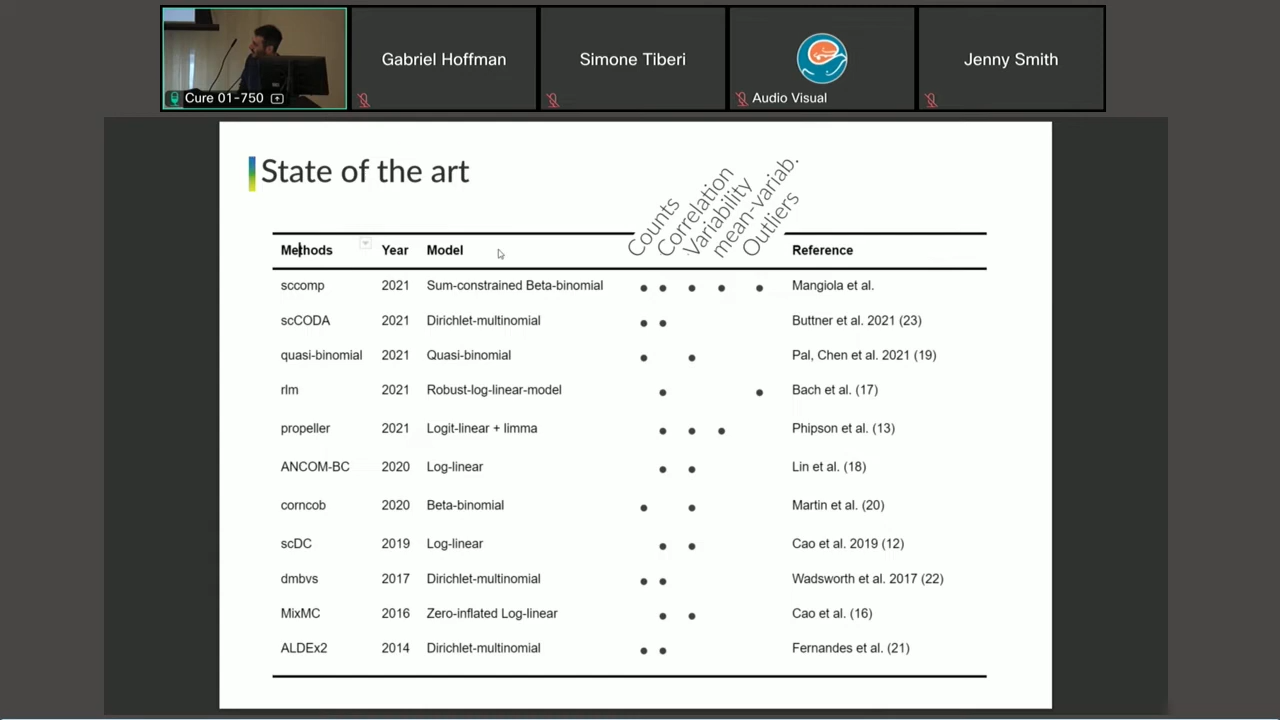 Cure 01-750
Gabriel Hoffman
Simone Tiberi
Audio Visual
Jenny Smith
State of the art
Methods Year Model Counts Correlation Variability mean-variab. Outliers Reference
sccomp 2021 Sum-constrained Beta-binomial ● ● ● ● ● Mangiola et al.
scCODA 2021 Dirichlet-multinomial ● ● Buttner et al. 2021 (23)
quasi-binomial 2021 Quasi-binomial ● ● Pal, Chen et al. 2021 (19)
rlm 2021 Robust-log-linear-model ● ● Bach et al. (17)
propeller 2021 Logit-linear + limma ● ● ● Phipson et al. (13)
ANCOM-BC 2020 Log-linear ● ● Lin et al. (18)
corncob 2020 Beta-binomial ● ● Martin et al. (20)
scDC 2019 Log-linear ● ● Cao et al. 2019 (12)
dmbvs 2017 Dirichlet-multinomial ● ● Wadsworth et al. 2017 (22)
MixMC 2016 Zero-inflated Log-linear ● ● Cao et al. (16)
ALDEx2 2014 Dirichlet-multinomial ● ● Fernandes et al. (21)